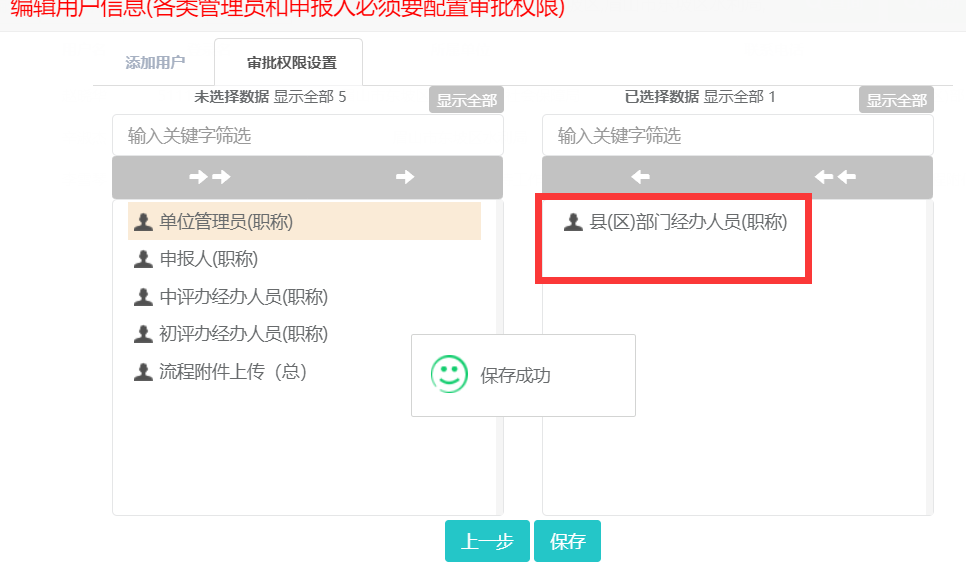 编辑用户信息(各类管理员和申报人必须要配置审批权限)
添加用户
审批权限设置
未选择数据 显示全部 5
显示全部
已选择数据 显示全部 1
显示全部
输入关键字筛选
输入关键字筛选
单位管理员(职称)
申报人(职称)
中评办经办人员(职称)
初评办经办人员(职称)
流程附件上传（总）
县(区)部门经办人员(职称)
保存成功
上一步
保存